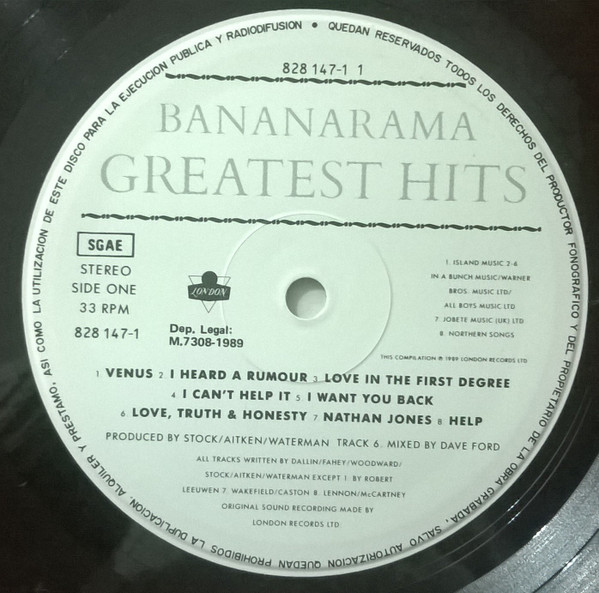 QUEDAN RESERVADOS TODOS LOS DERECHOS DEL PRODUCTOR FONOGRAFICO Y DEL PROPIETARIO DE LA OBRA GRABADA, SALVO AUTORIZACION QUEDAN PROHIBIDOS LA DUPLICACION, ALQUILER Y PRESTAMO, ASI COMO LA UTILIZACION DE ESTE DISCO PARA LA EJECUCION PUBLICA Y RADIODIFUSION •
828 147-1 1
BANANARAMA
GREATEST HITS
SGAE
STEREO
SIDE ONE
33 RPM
828 147-1
LONDON
Dep. Legal:
M.7308-1989
1. ISLAND MUSIC 2-6
IN A BUNCH MUSIC/WARNER
BROS. MUSIC LTD/
ALL BOYS MUSIC LTD
7. JOBETE MUSIC (UK) LTD
8. NORTHERN SONGS
THIS COMPILATION ℗ 1989 LONDON RECORDS LTD
1 VENUS 2 I HEARD A RUMOUR 3 LOVE IN THE FIRST DEGREE
4 I CAN'T HELP IT 5 I WANT YOU BACK
6 LOVE, TRUTH & HONESTY 7 NATHAN JONES 8 HELP
PRODUCED BY STOCK/AITKEN/WATERMAN TRACK 6. MIXED BY DAVE FORD
ALL TRACKS WRITTEN BY DALLIN/FAHEY/WOODWARD/
STOCK/AITKEN/WATERMAN EXCEPT 1. BY ROBERT
LEEUWEN 7. WAKEFIELD/CASTON 8. LENNON/McCARTNEY
ORIGINAL SOUND RECORDING MADE BY
LONDON RECORDS LTD